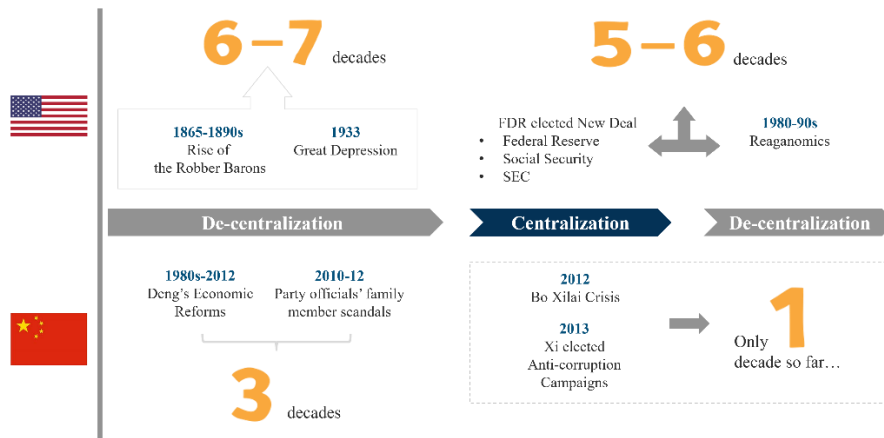 6–7 decades
5–6 decades
1865-1890s
Rise of
the Robber Barons
1933
Great Depression
FDR elected New Deal
• Federal Reserve
• Social Security
• SEC
1980-90s
Reaganomics
De-centralization
Centralization
De-centralization
1980s-2012
Deng's Economic
Reforms
2010-12
Party officials' family
member scandals
3 decades
2012
Bo Xilai Crisis
2013
Xi elected
Anti-corruption
Campaigns
Only 1
decade so far…